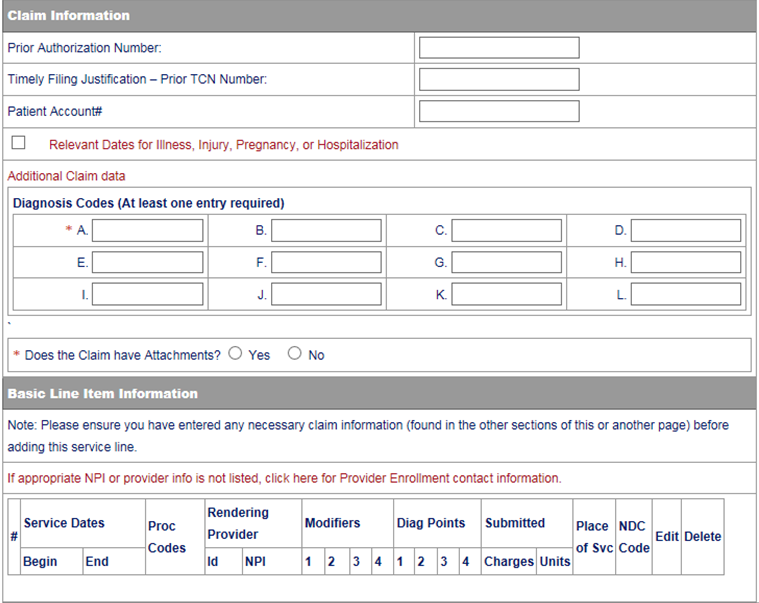 Claim Information
Prior Authorization Number:
Timely Filing Justification – Prior TCN Number:
Patient Account#
Relevant Dates for Illness, Injury, Pregnancy, or Hospitalization
Additional Claim data
Diagnosis Codes (At least one entry required)
* A. B. C. D.
E. F. G. H.
I. J. K. L.
`
* Does the Claim have Attachments? Yes No
Basic Line Item Information
Note: Please ensure you have entered any necessary claim information (found in the other sections of this or another page) before
adding this service line.
If appropriate NPI or provider info is not listed, click here for Provider Enrollment contact information.
# Service Dates Proc Codes Rendering Provider Modifiers Diag Points Submitted Place of Svc NDC Code Edit Delete
Begin End Id NPI 1 2 3 4 1 2 3 4 Charges Units